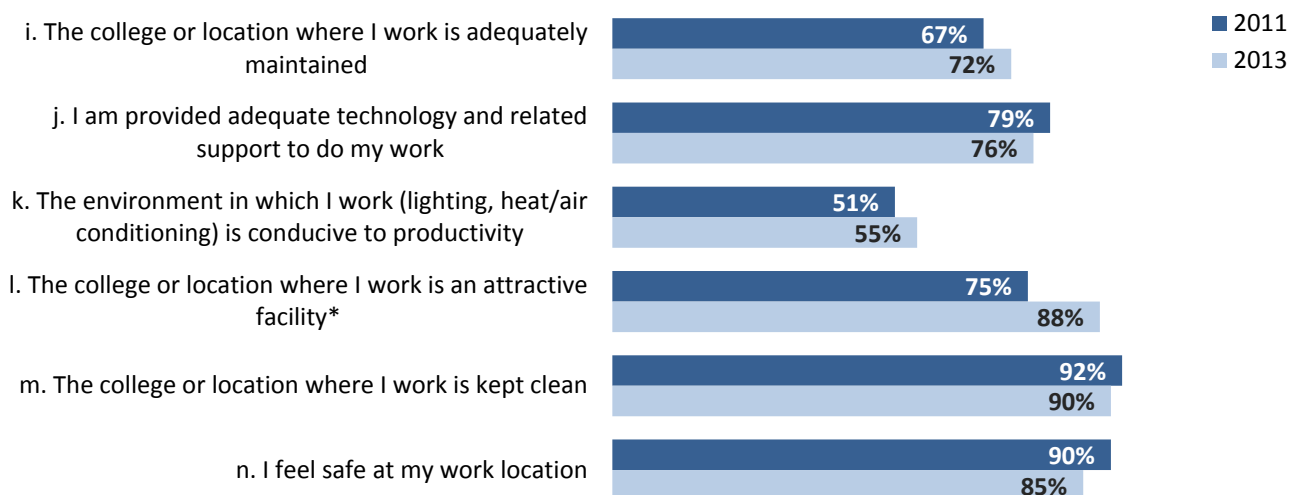 i. The college or location where I work is adequately
maintained
67%
72%
2011
2013
j. I am provided adequate technology and related
support to do my work
79%
76%
k. The environment in which I work (lighting, heat/air
conditioning) is conducive to productivity
51%
55%
l. The college or location where I work is an attractive
facility*
75%
88%
m. The college or location where I work is kept clean
92%
90%
n. I feel safe at my work location
90%
85%